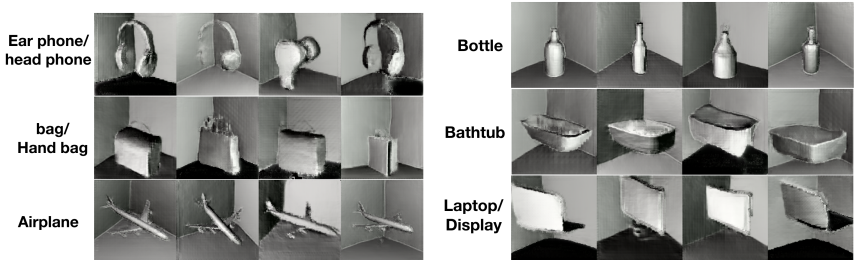 Ear phone/
head phone
bag/
Hand bag
Airplane
Bottle
Bathtub
Laptop/
Display